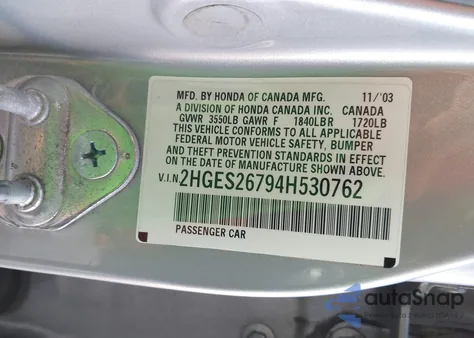 MFD. BY HONDA OF CANADA MFG. 11/'03
A DIVISION OF HONDA CANADA INC. CANADA
GVWR 3550LB GAWR F 1840LBR 1720LB
THIS VEHICLE CONFORMS TO ALL APPLICABLE
FEDERAL MOTOR VEHICLE SAFETY, BUMPER
AND THEFT PREVENTION STANDARDS IN EFFECT
ON THE DATE OF MANUFACTURE SHOWN ABOVE.
V.I.N. 2HGES26794H530762
PASSENGER CAR
autoSnap